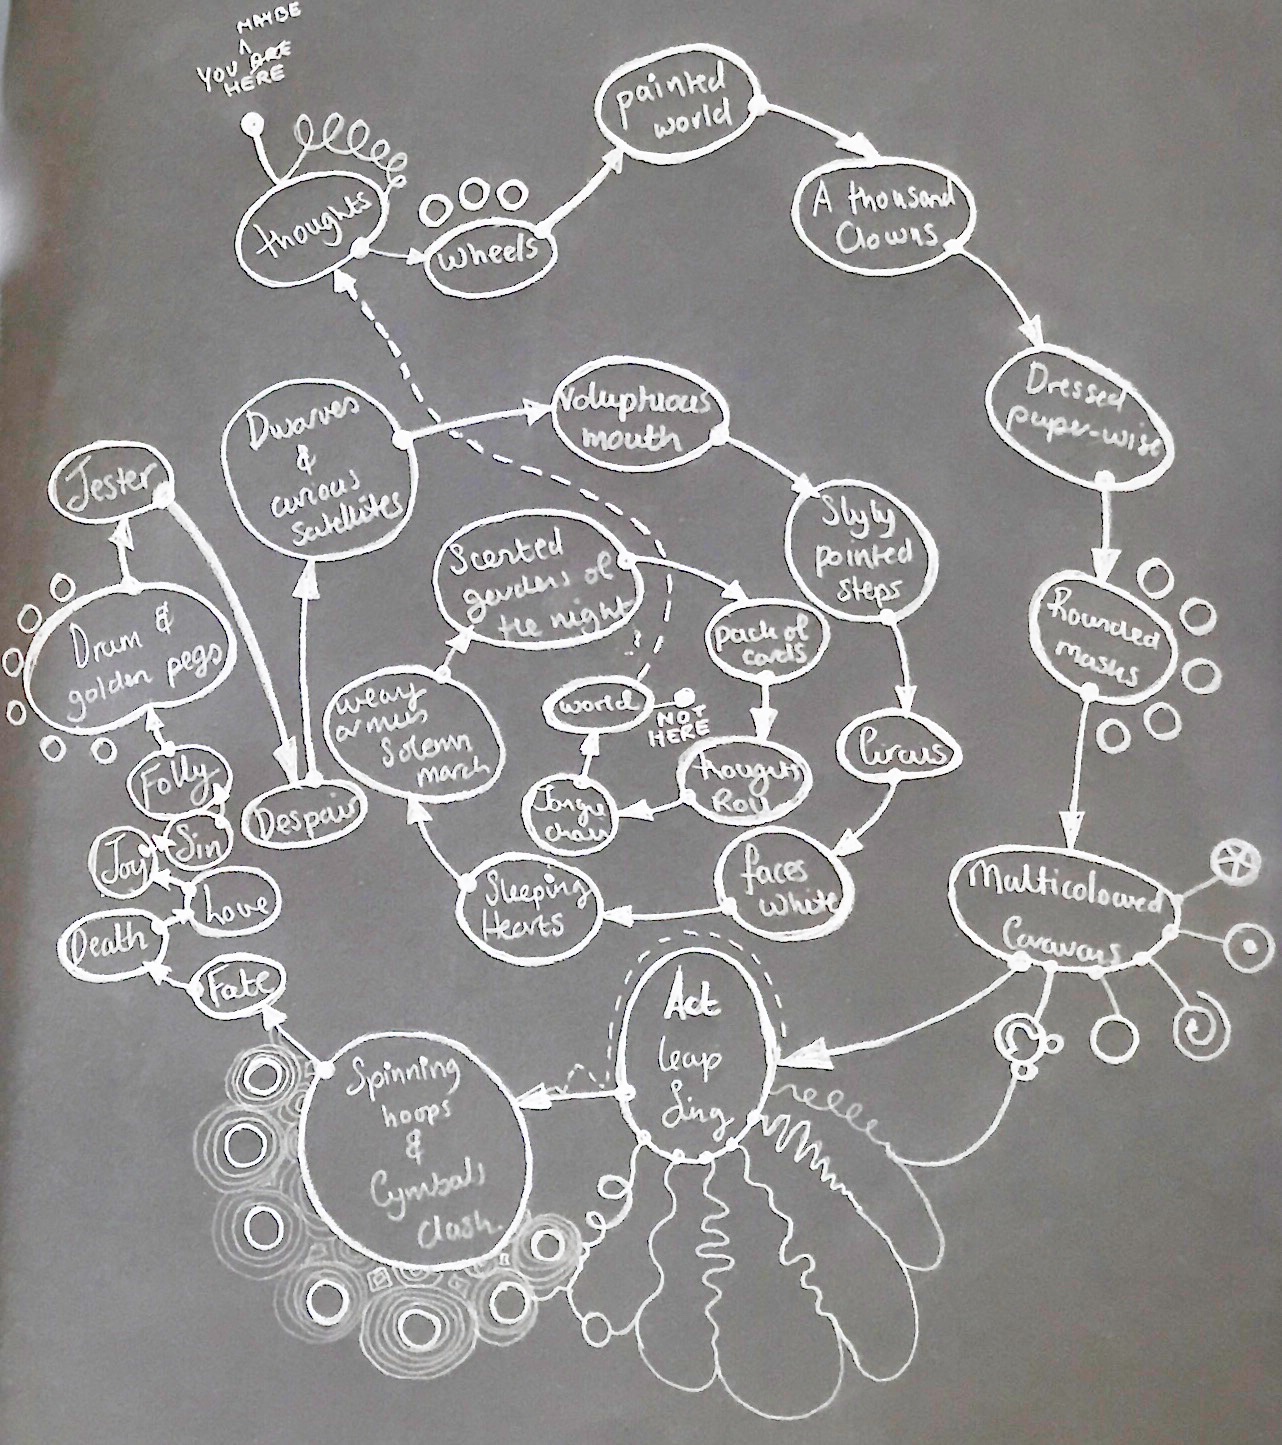 MAYBE
^
YOU ARE
HERE
thoughts
wheels
painted
world
A thousand
Clowns
Dressed
paper-wise
Rounded
masks
Multicoloured
Caravans
Act
leap
Sing
Spinning
hoops
&
Cymbals
clash.
Fate
Death
Love
Joy
Sin
Folly
Drum &
golden pegs
Jester
Despair
Dwarves
&
curious
satellites
Voluptuous
mouth
Slyly
pointed
steps
Circus
faces
White
Sleeping
Hearts
weary
Solemn
march
Scented
gardens of
the night
pack of
cards
thoughts
Roll
chain
world
NOT
HERE